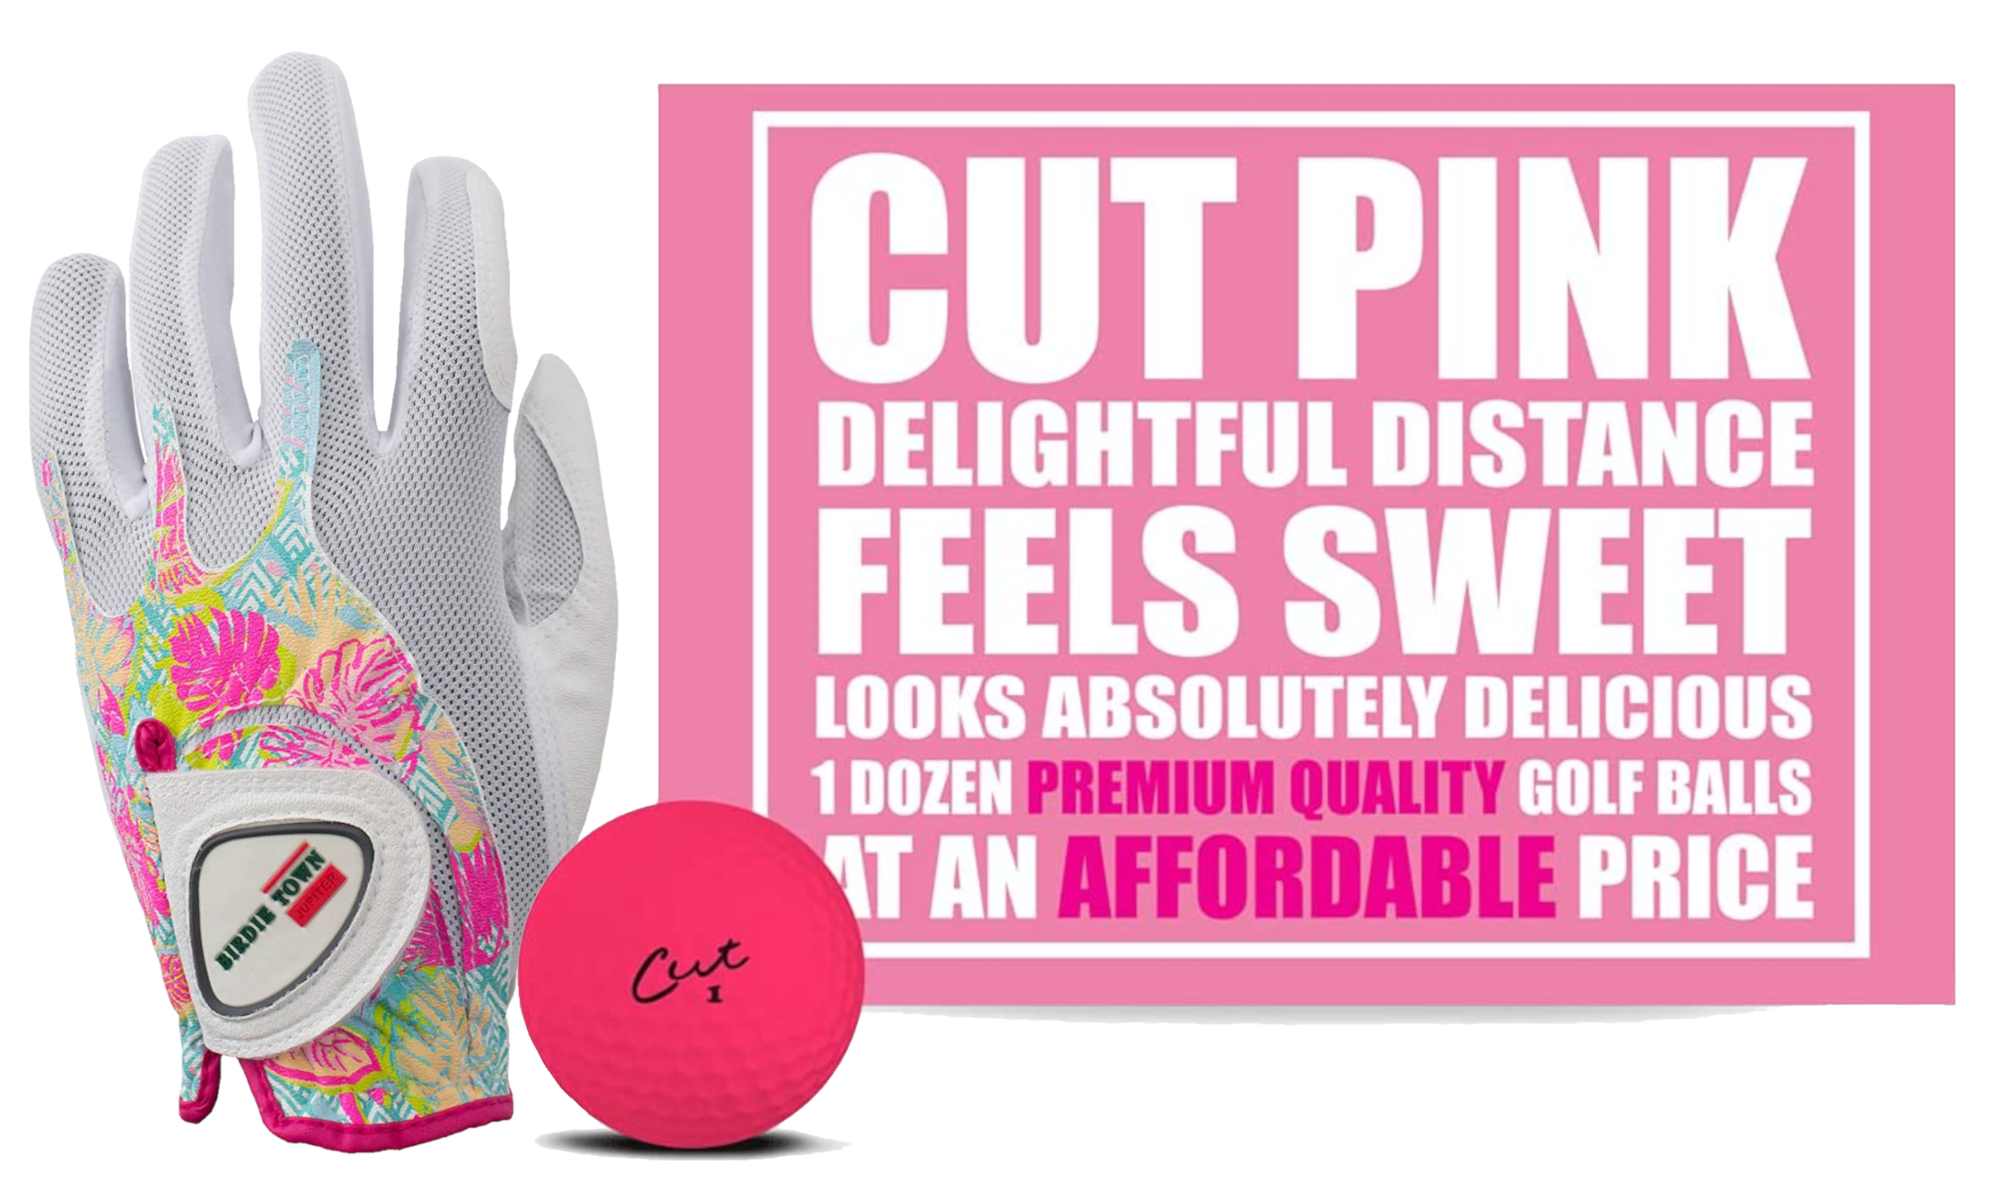 CUT PINK
DELIGHTFUL DISTANCE
FEELS SWEET
LOOKS ABSOLUTELY DELICIOUS
1 DOZEN PREMIUM QUALITY GOLF BALLS
AT AN AFFORDABLE PRICE
BIRDIE TOWN
JUPITER
Cut
1